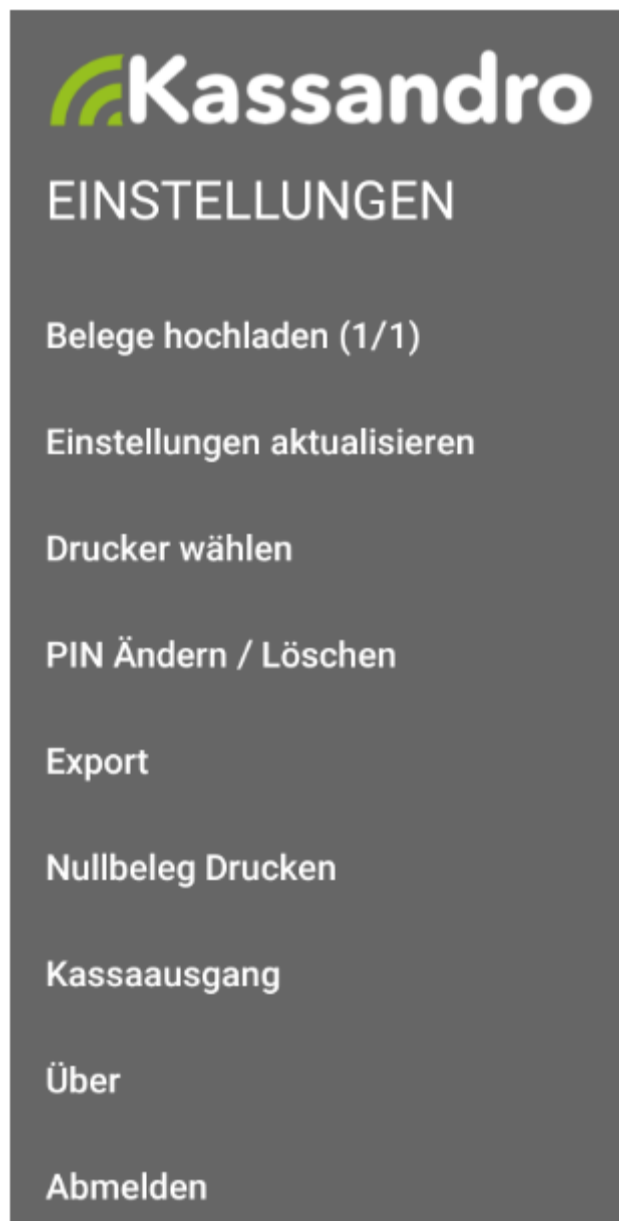 Kassandro
EINSTELLUNGEN
Belege hochladen (1/1)
Einstellungen aktualisieren
Drucker wählen
PIN Ändern / Löschen
Export
Nullbeleg Drucken
Kassaausgang
Über
Abmelden